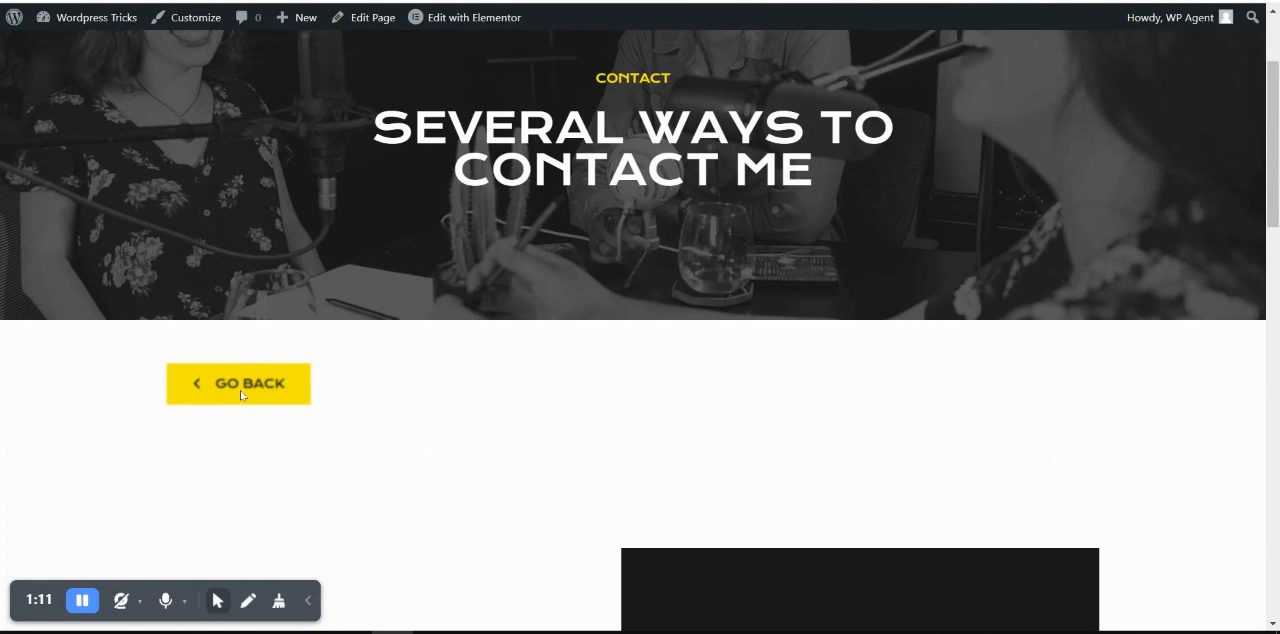 Wordpress Tricks Customize 0 New Edit Page Edit with Elementor Howdy, WP Agent
CONTACT
SEVERAL WAYS TO
CONTACT ME
GO BACK
1:11